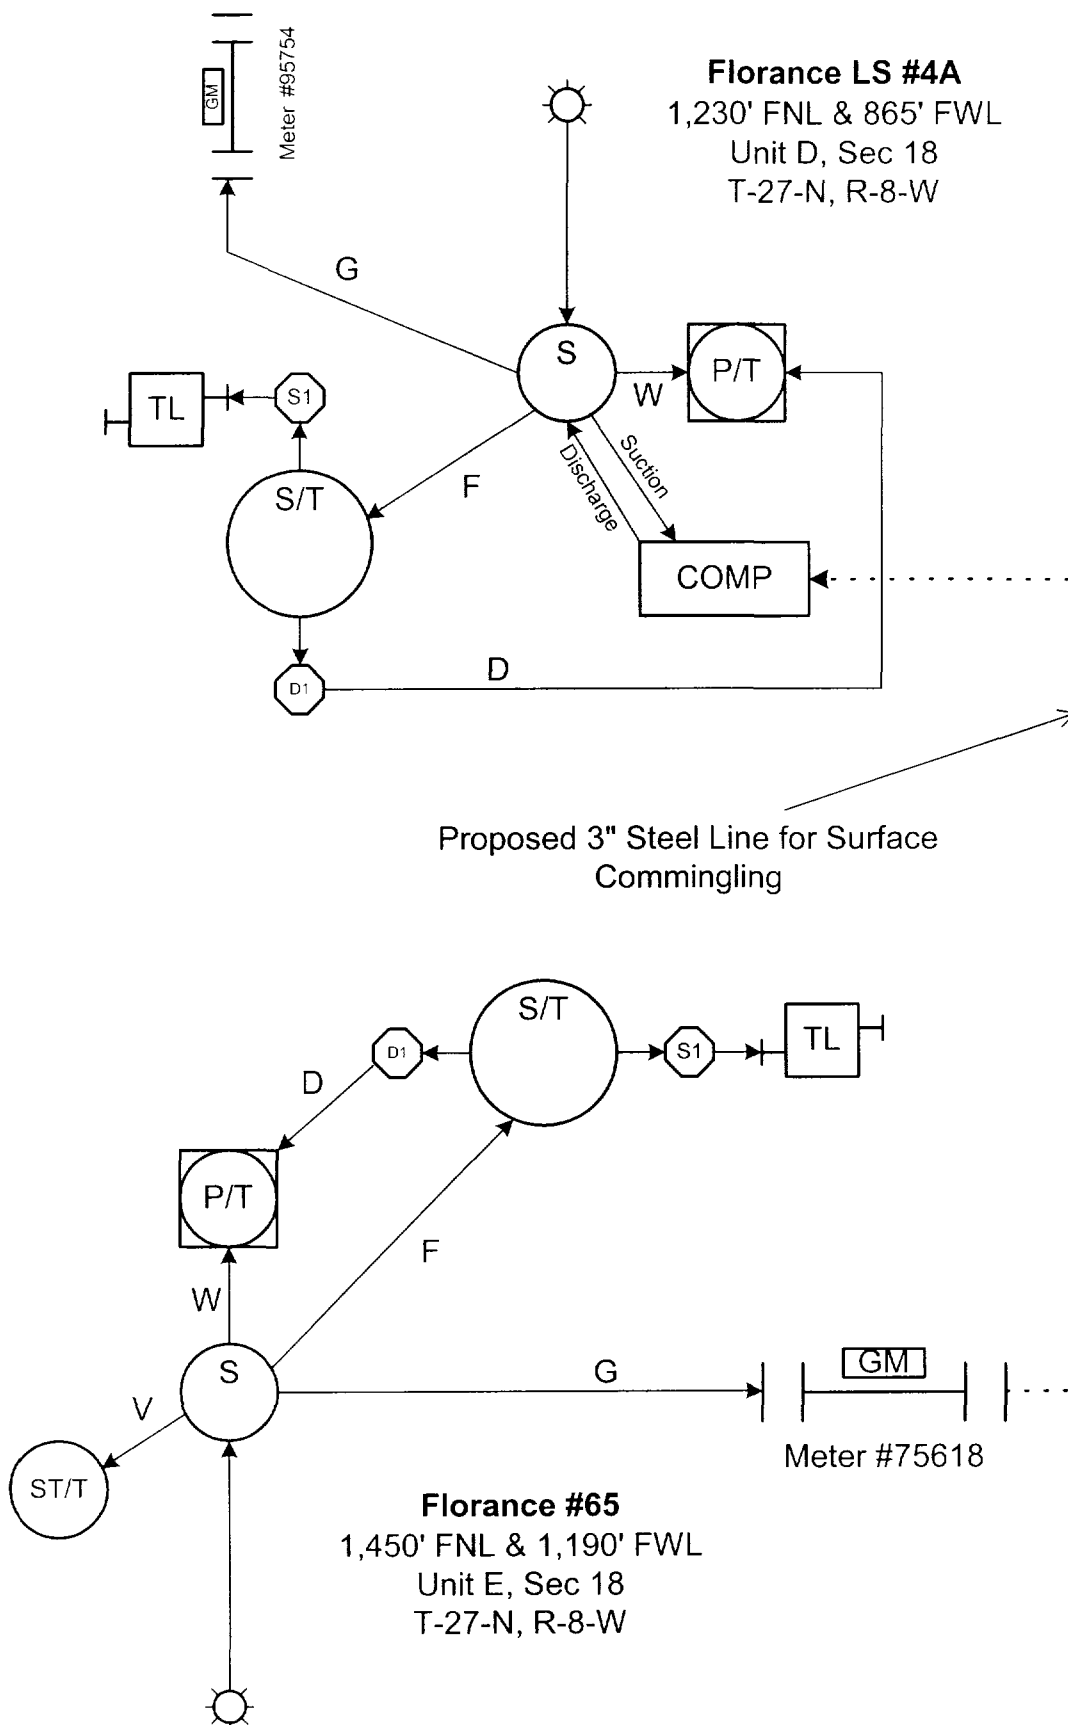 Meter #95754
GM
Florance LS #4A
1,230' FNL & 865' FWL
Unit D, Sec 18
T-27-N, R-8-W
G
S
W
P/T
TL
S1
S/T
F
Suction
Discharge
COMP
D1
D
Proposed 3" Steel Line for Surface
Commingling
S/T
D1
S1
TL
D
P/T
F
W
S
G
GM
V
Meter #75618
ST/T
Florance #65
1,450' FNL & 1,190' FWL
Unit E, Sec 18
T-27-N, R-8-W